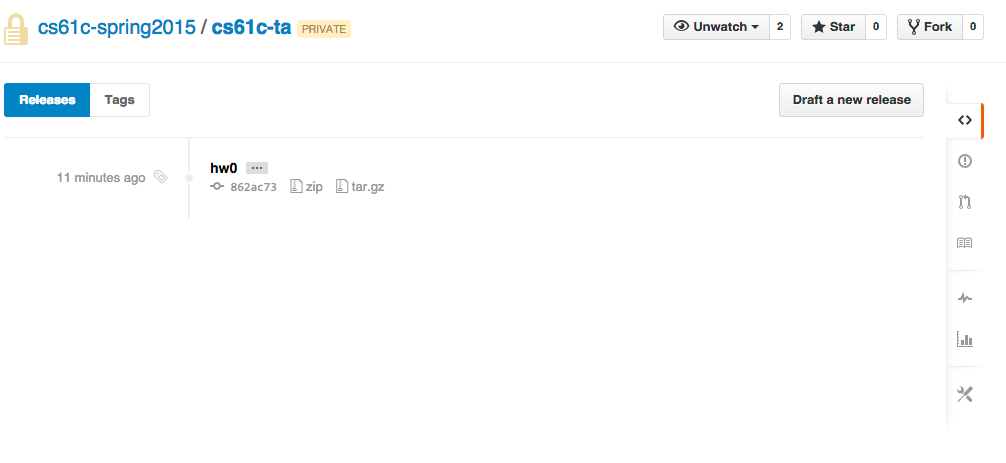 cs61c-spring2015 / cs61c-ta PRIVATE Unwatch 2 Star 0 Fork 0
Releases Tags Draft a new release
11 minutes ago hw0 ...
862ac73 zip tar.gz